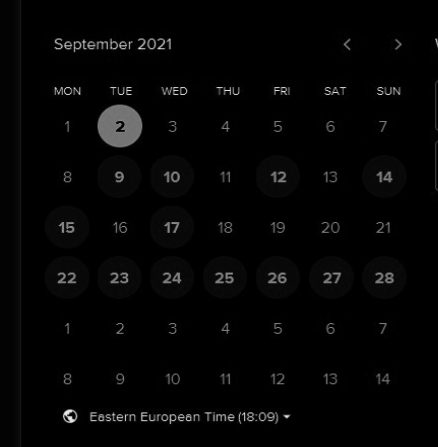 September 2021
MON TUE WED THU FRI SAT SUN
1 2 3 4 5 6 7
8 9 10 11 12 13 14
15 16 17 18 19 20 21
22 23 24 25 26 27 28
1 2 3 4 5 6 7
8 9 10 11 12 13 14
Eastern European Time (18:09)